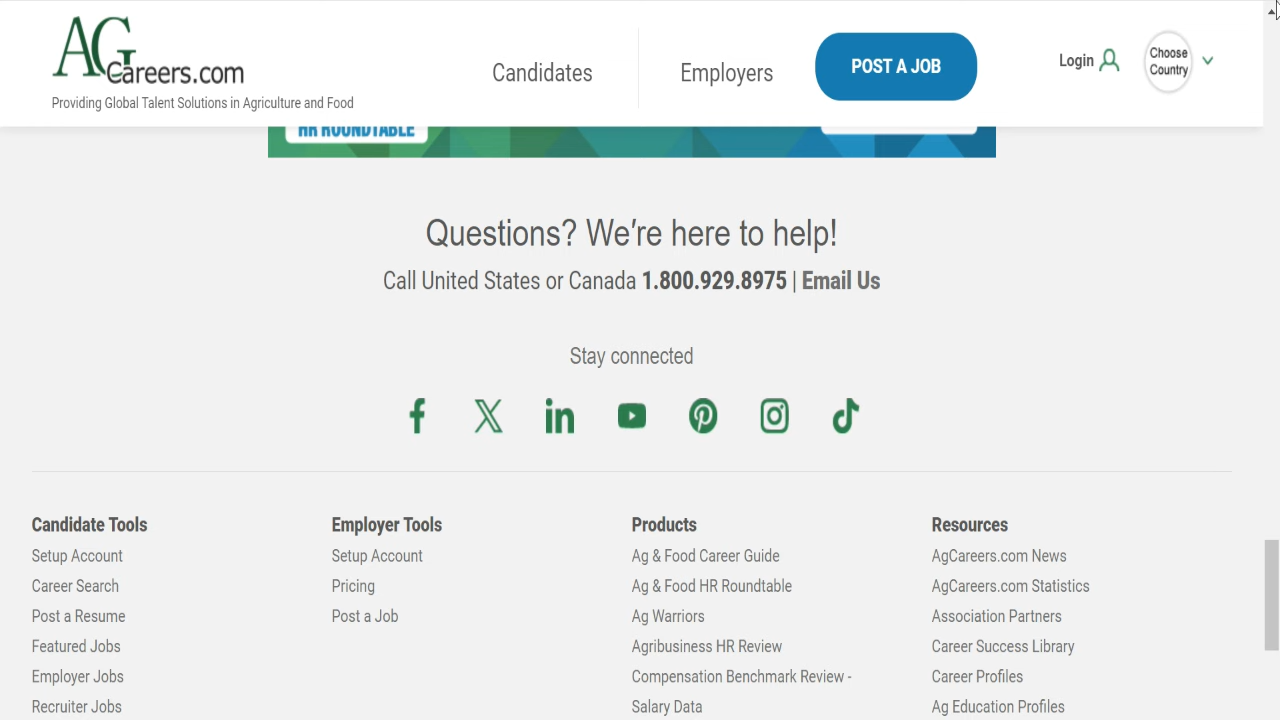 AGCareers.com
Providing Global Talent Solutions in Agriculture and Food
Candidates
Employers
POST A JOB
Login
Choose
Country
HR ROUNDTABLE
Questions? We're here to help!
Call United States or Canada 1.800.929.8975 | Email Us
Stay connected
Candidate Tools
Setup Account
Career Search
Post a Resume
Featured Jobs
Employer Jobs
Recruiter Jobs
Employer Tools
Setup Account
Pricing
Post a Job
Products
Ag & Food Career Guide
Ag & Food HR Roundtable
Ag Warriors
Agribusiness HR Review
Compensation Benchmark Review -
Salary Data
Resources
AgCareers.com News
AgCareers.com Statistics
Association Partners
Career Success Library
Career Profiles
Ag Education Profiles